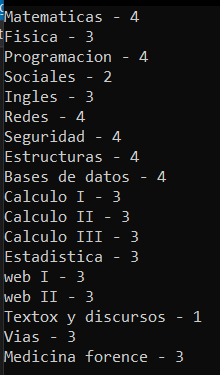 Matematicas - 4
Fisica - 3
Programacion - 4
Sociales - 2
Ingles - 3
Redes - 4
Seguridad - 4
Estructuras - 4
Bases de datos - 4
Calculo I - 3
Calculo II - 3
Calculo III - 3
Estadistica - 3
web I - 3
web II - 3
Textox y discursos - 1
Vias - 3
Medicina forence - 3